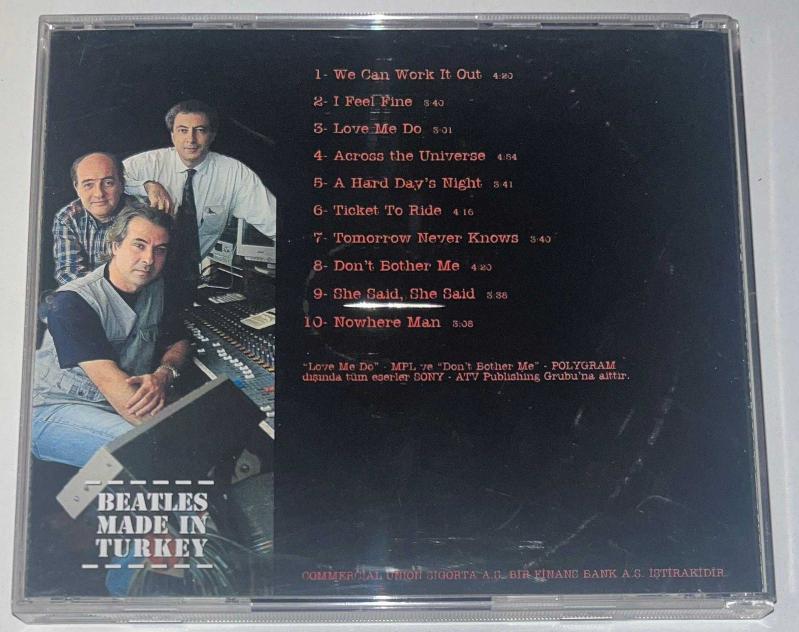 1- We Can Work It Out 4:20
2- I Feel Fine 3:40
3- Love Me Do 3:01
4- Across the Universe 4:34
5- A Hard Day's Night 3:41
6- Ticket To Ride 4:16
7- Tomorrow Never Knows 3:40
8- Don't Bother Me 4:20
9- She Said, She Said 3:38
10- Nowhere Man 3:08
"Love Me Do" - MPL ve "Don't Bother Me" - POLYGRAM
dışında tüm eserler SONY - ATV Publishing Grubu'na aittir.
BEATLES
MADE IN
TURKEY
COMMERCIAL UNION SIGORTA A.S. BIR FINANS BANK A.S. İŞTİRAKİDİR.